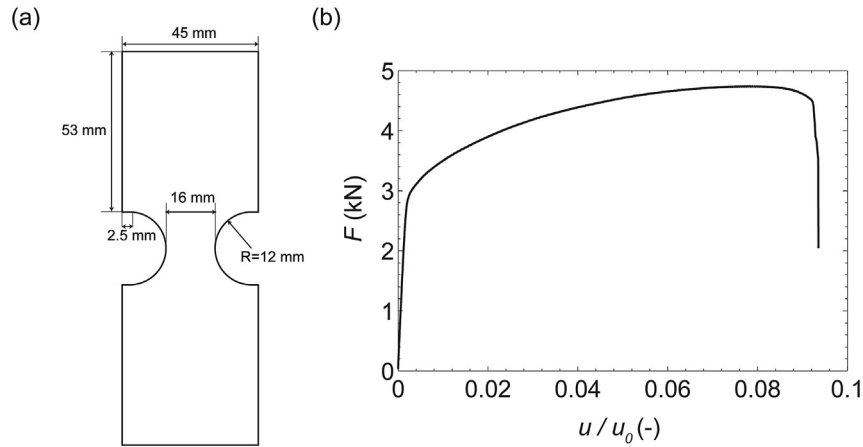 (a)
45 mm
53 mm
16 mm
2.5 mm
R=12 mm
(b)
5
4
3
2
1
0
F (kN)
0
0.02
0.04
0.06
0.08
0.1
u / u₀ (-)